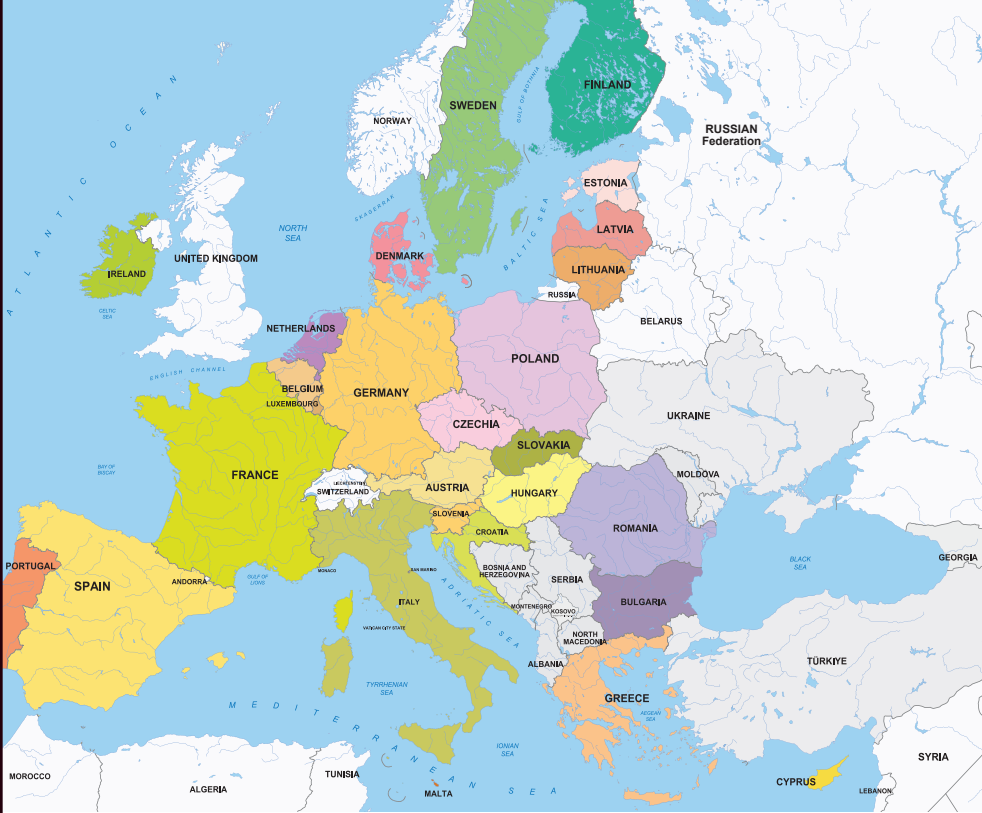 ATLANTIC OCEAN
SWEDEN
GULF OF BOTHNIA
FINLAND
NORWAY
RUSSIAN
Federation
ESTONIA
SKAGERRAK
NORTH
SEA
BALTIC SEA
LATVIA
DENMARK
UNITED KINGDOM
IRELAND
LITHUANIA
RUSSIA
CELTIC
SEA
BELARUS
NETHERLANDS
POLAND
ENGLISH CHANNEL
BELGIUM
GERMANY
LUXEMBOURG
UKRAINE
CZECHIA
SLOVAKIA
BAY OF
BISCAY
FRANCE
MOLDOVA
LIECHTENSTEIN
SWITZERLAND
AUSTRIA
HUNGARY
SLOVENIA
ROMANIA
CROATIA
BLACK
SEA
GEORGIA
PORTUGAL
SPAIN
ANDORRA
GULF OF
LIONS
MONACO
SAN MARINO
BOSNIA AND
HERZEGOVINA
SERBIA
ADRIATIC SEA
ITALY
MONTENEGRO
KOSOVO
BULGARIA
VATICAN CITY STATE
NORTH
MACEDONIA
ALBANIA
TÜRKIYE
TYRRHENIAN
SEA
GREECE
AEGEAN
SEA
MEDITERRANEAN SEA
IONIAN
SEA
SYRIA
MOROCCO
ALGERIA
TUNISIA
MALTA
CYPRUS
LEBANON